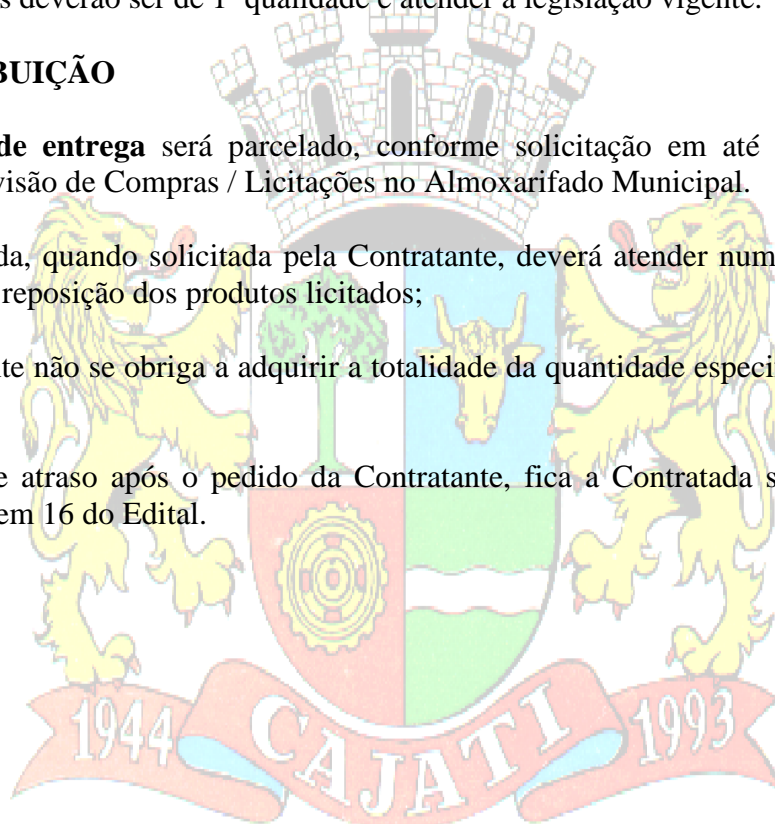 s deverão ser de 1ª qualidade e atender a legislação vigente.
BUIÇÃO
de entrega será parcelado, conforme solicitação em até
visão de Compras / Licitações no Almoxarifado Municipal.
da, quando solicitada pela Contratante, deverá atender num
reposição dos produtos licitados;
te não se obriga a adquirir a totalidade da quantidade especi
e atraso após o pedido da Contratante, fica a Contratada s
em 16 do Edital.
1944 CAJATI 1993